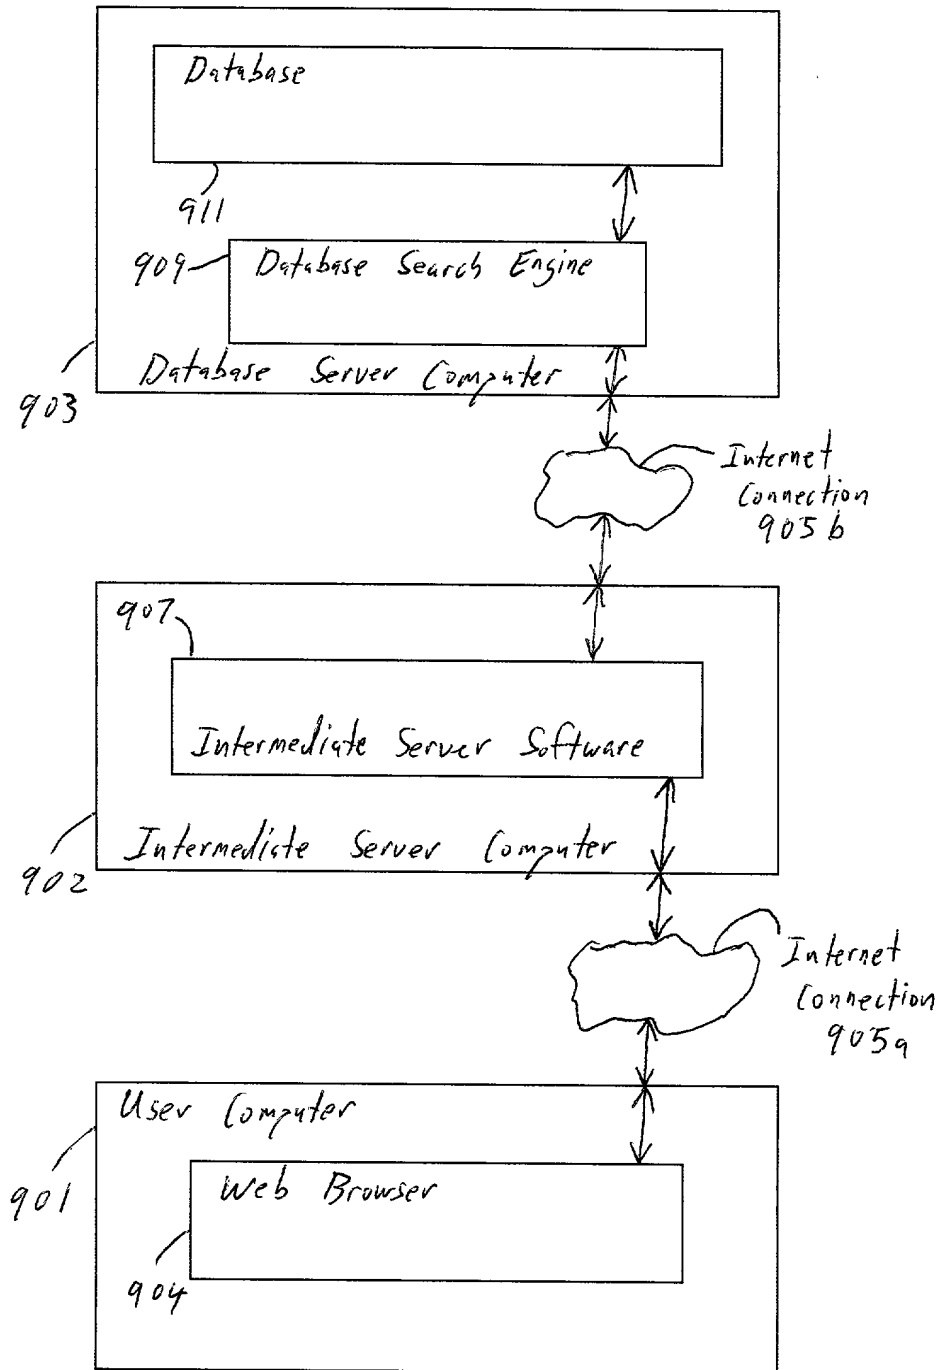 Database
911
909
Database Search Engine
Database Server Computer
903
Internet
Connection
905b
907
Intermediate Server Software
Intermediate Server Computer
902
Internet
Connection
905a
User Computer
901
Web Browser
904